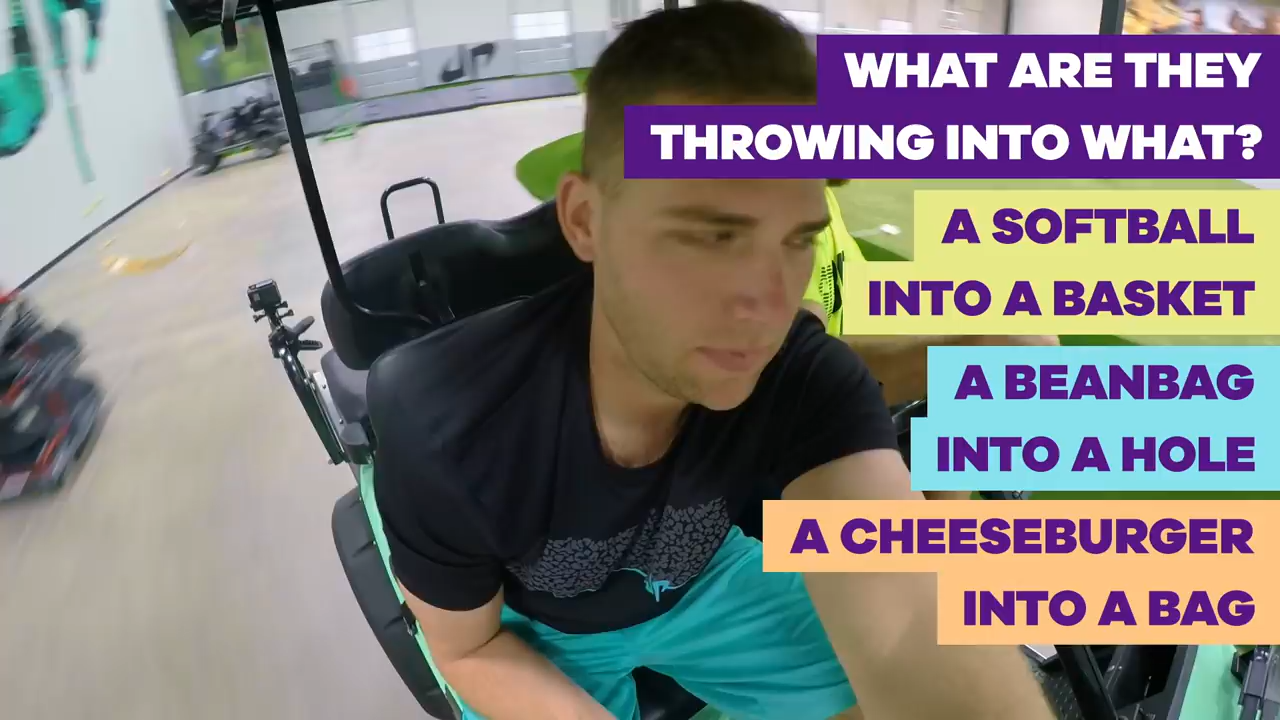 WHAT ARE THEY
THROWING INTO WHAT?
A SOFTBALL
INTO A BASKET
A BEANBAG
INTO A HOLE
A CHEESEBURGER
INTO A BAG